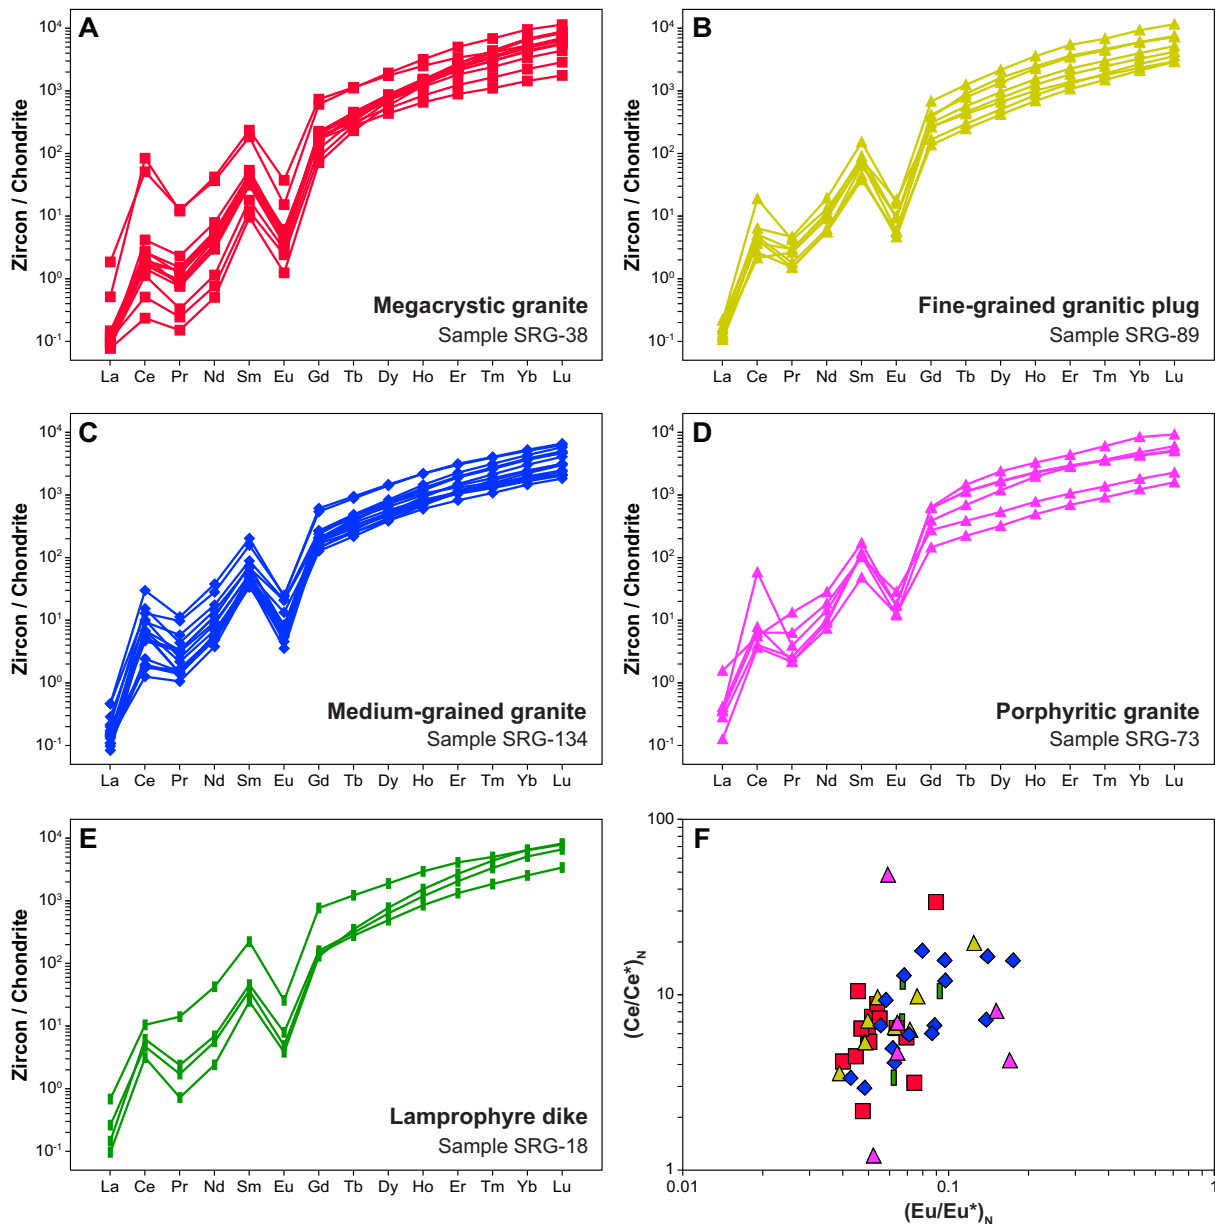 A
Zircon / Chondrite
10⁴
10³
10²
10¹
10⁰
10⁻¹
Megacrystic granite
Sample SRG-38
La Ce Pr Nd Sm Eu Gd Tb Dy Ho Er Tm Yb Lu
B
Zircon / Chondrite
10⁴
10³
10²
10¹
10⁰
10⁻¹
Fine-grained granitic plug
Sample SRG-89
La Ce Pr Nd Sm Eu Gd Tb Dy Ho Er Tm Yb Lu
C
Zircon / Chondrite
10⁴
10³
10²
10¹
10⁰
10⁻¹
Medium-grained granite
Sample SRG-134
La Ce Pr Nd Sm Eu Gd Tb Dy Ho Er Tm Yb Lu
D
Zircon / Chondrite
10⁴
10³
10²
10¹
10⁰
10⁻¹
Porphyritic granite
Sample SRG-73
La Ce Pr Nd Sm Eu Gd Tb Dy Ho Er Tm Yb Lu
E
Zircon / Chondrite
10⁴
10³
10²
10¹
10⁰
10⁻¹
Lamprophyre dike
Sample SRG-18
La Ce Pr Nd Sm Eu Gd Tb Dy Ho Er Tm Yb Lu
F
(Ce/Ce*)N
100
10
1
0.01 0.1 1
(Eu/Eu*)N